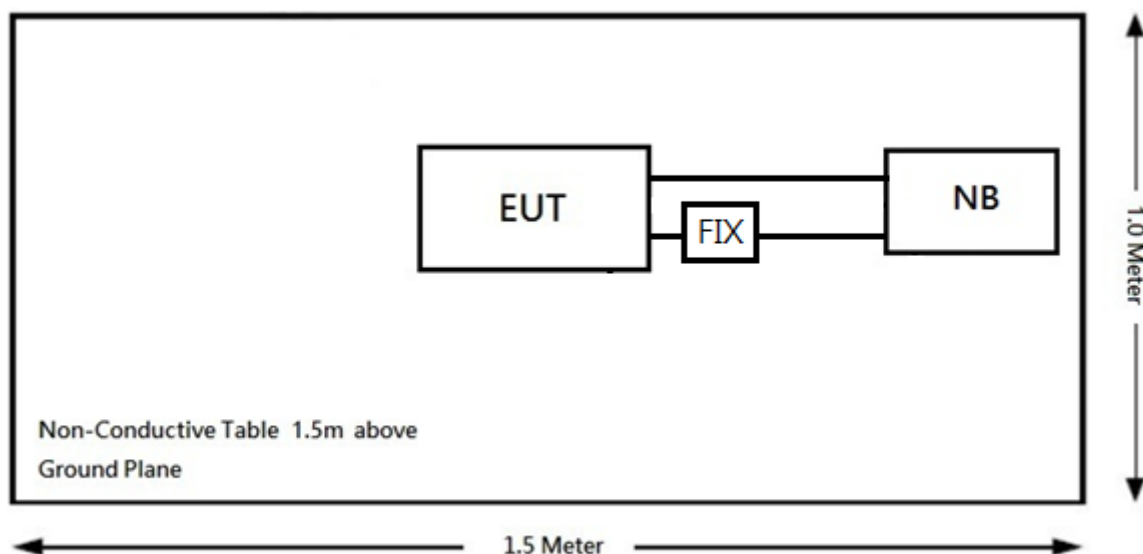 EUT
NB
FIX
1.0 Meter
Non-Conductive Table 1.5m above
Ground Plane
1.5 Meter